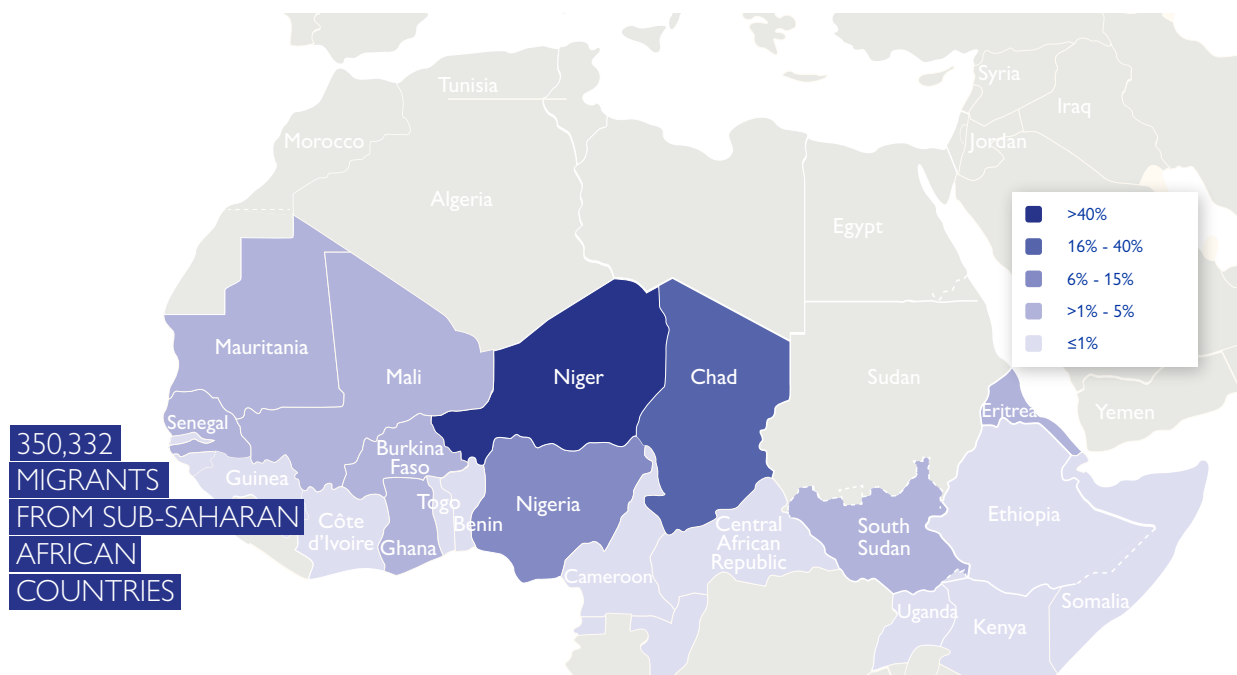 Tunisia
Syria
Iraq
Morocco
Jordan
Algeria
Egypt
>40%
16% - 40%
6% - 15%
>1% - 5%
≤1%
Mauritania
Mali
Niger
Chad
Sudan
Eritrea
Yemen
Senegal
Burkina
Faso
Guinea
Togo
Benin
Nigeria
Côte
d’Ivoire
Ghana
Cameroon
Central
African
Republic
South
Sudan
Ethiopia
Uganda
Kenya
Somalia
350,332
MIGRANTS
FROM SUB-SAHARAN
AFRICAN
COUNTRIES